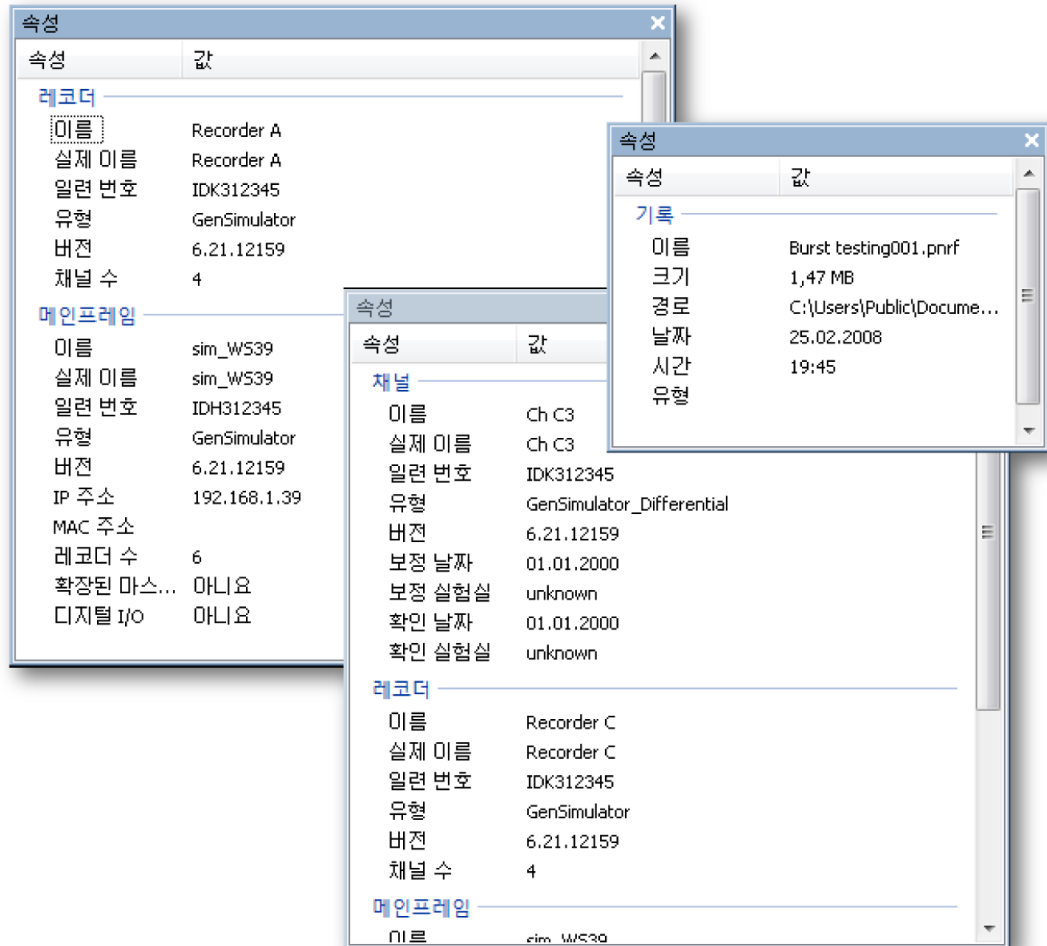 속성
속성 값
레코더
이름 Recorder A
실제 이름 Recorder A
일련 번호 IDK312345
유형 GenSimulator
버전 6.21.12159
채널 수 4
메인프레임
이름 sim_WS39
실제 이름 sim_WS39
일련 번호 IDH312345
유형 GenSimulator
버전 6.21.12159
IP 주소 192.168.1.39
MAC 주소
레코더 수 6
확장된 마스... 아니요
디지털 I/O 아니요
속성
속성 값
기록
이름 Burst testing001.pnrf
크기 1,47 MB
경로 C:\Users\Public\Docume...
날짜 25.02.2008
시간 19:45
유형
속성
속성 값
채널
이름 Ch C3
실제 이름 Ch C3
일련 번호 IDK312345
유형 GenSimulator_Differential
버전 6.21.12159
보정 날짜 01.01.2000
보정 실험실 unknown
확인 날짜 01.01.2000
확인 실험실 unknown
레코더
이름 Recorder C
실제 이름 Recorder C
일련 번호 IDK312345
유형 GenSimulator
버전 6.21.12159
채널 수 4
메인프레임
이름 sim_WS39